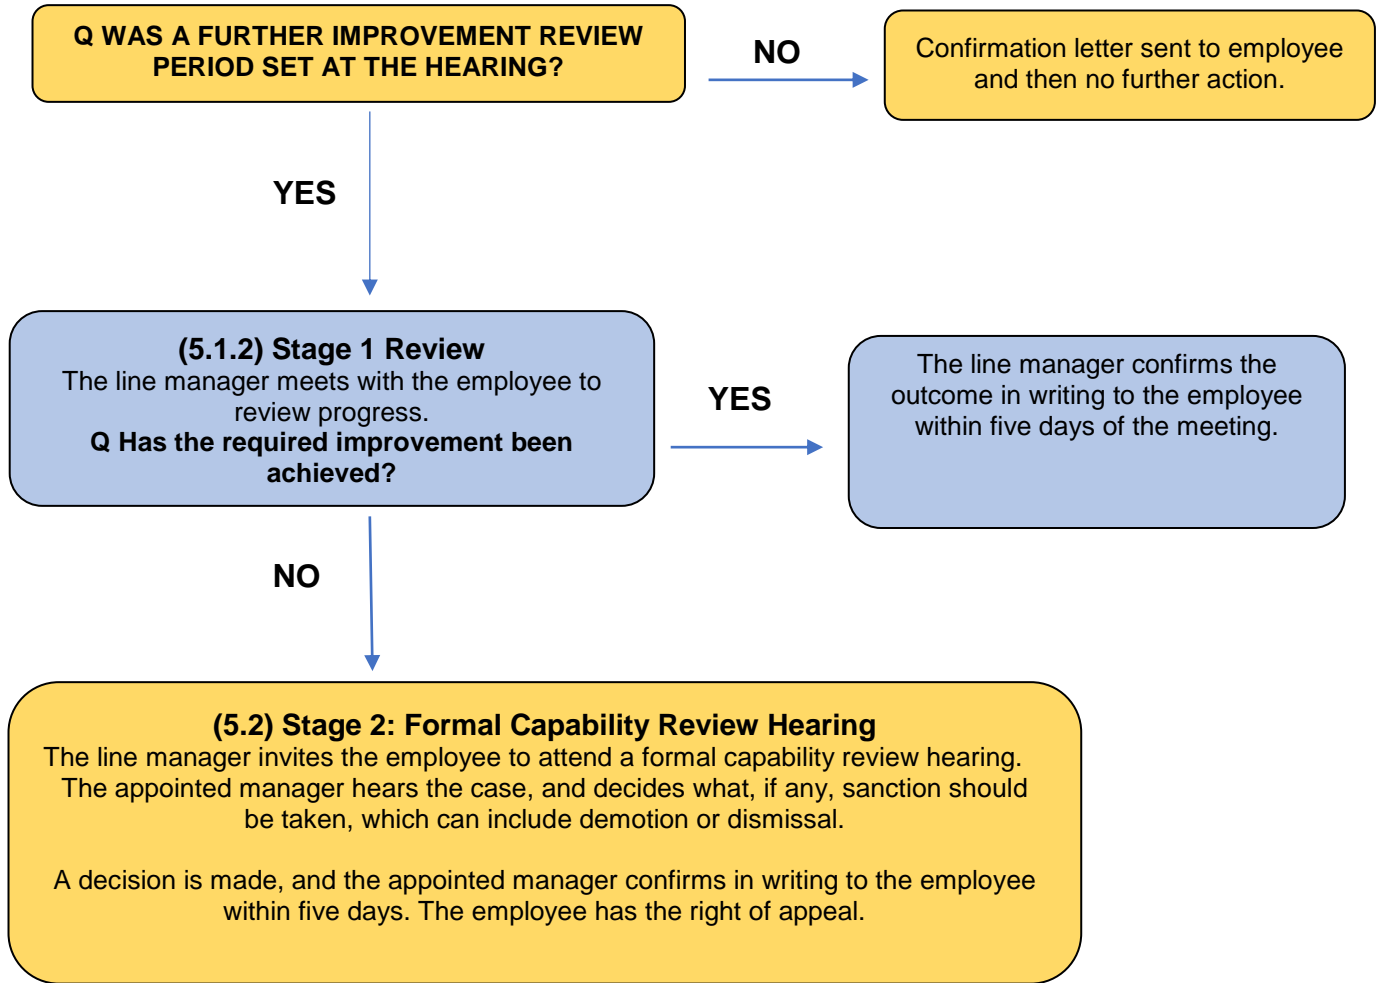 Q WAS A FURTHER IMPROVEMENT REVIEW
PERIOD SET AT THE HEARING?
NO
Confirmation letter sent to employee
and then no further action.
YES
(5.1.2) Stage 1 Review
The line manager meets with the employee to
review progress.
Q Has the required improvement been
achieved?
YES
The line manager confirms the
outcome in writing to the employee
within five days of the meeting.
NO
(5.2) Stage 2: Formal Capability Review Hearing
The line manager invites the employee to attend a formal capability review hearing.
The appointed manager hears the case, and decides what, if any, sanction should
be taken, which can include demotion or dismissal.
A decision is made, and the appointed manager confirms in writing to the employee
within five days. The employee has the right of appeal.